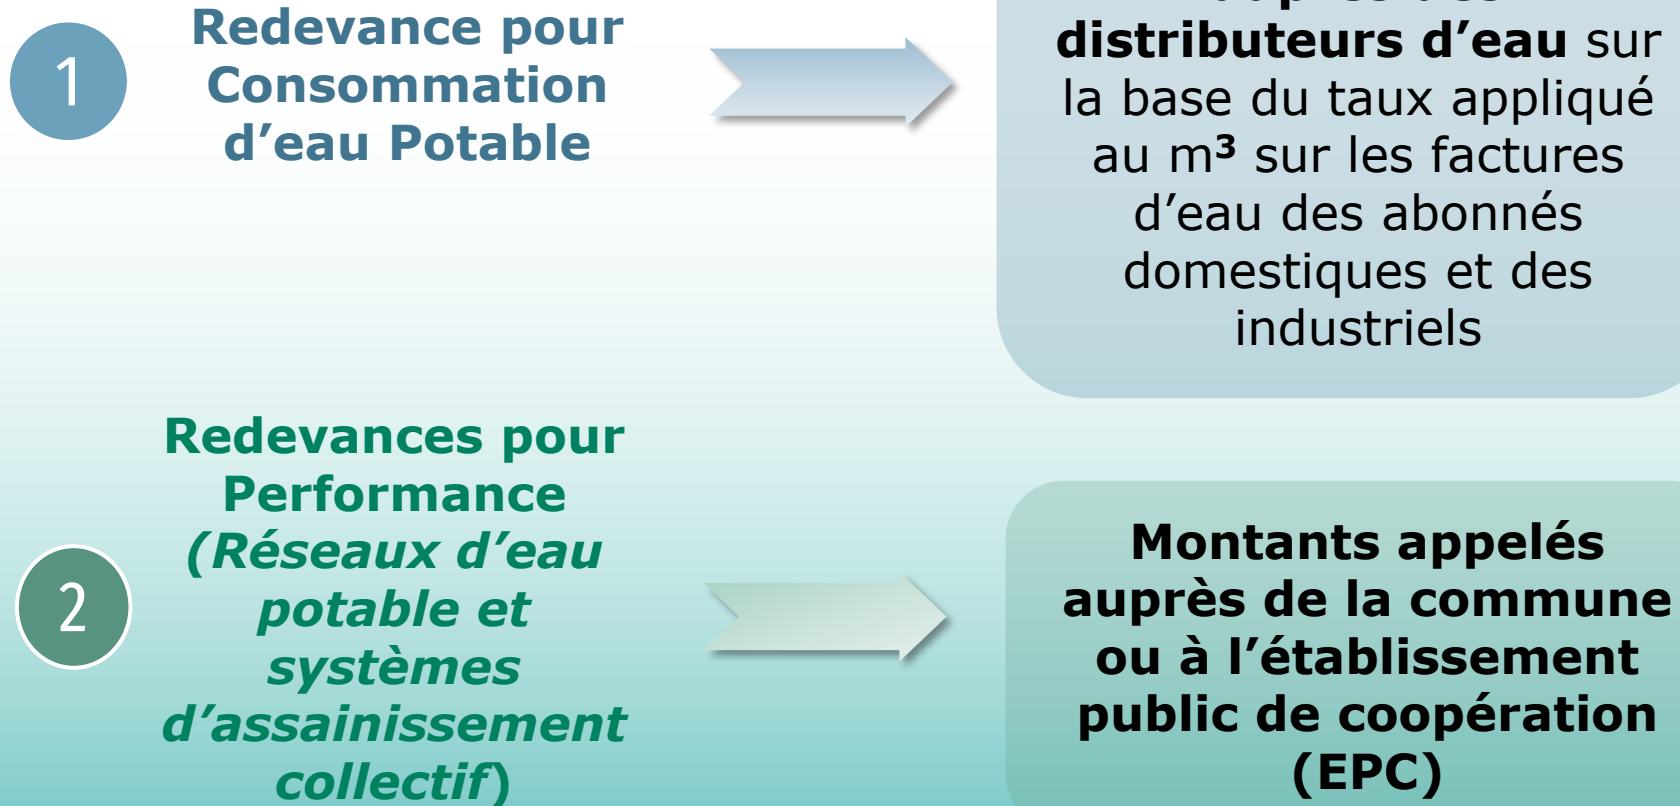 1
Redevance pour
Consommation
d’eau Potable
distributeurs d’eau sur
la base du taux appliqué
au m³ sur les factures
d’eau des abonnés
domestiques et des
industriels
2
Redevances pour
Performance
(Réseaux d’eau
potable et
systèmes
d’assainissement
collectif)
Montants appelés
auprès de la commune
ou à l’établissement
public de coopération
(EPC)